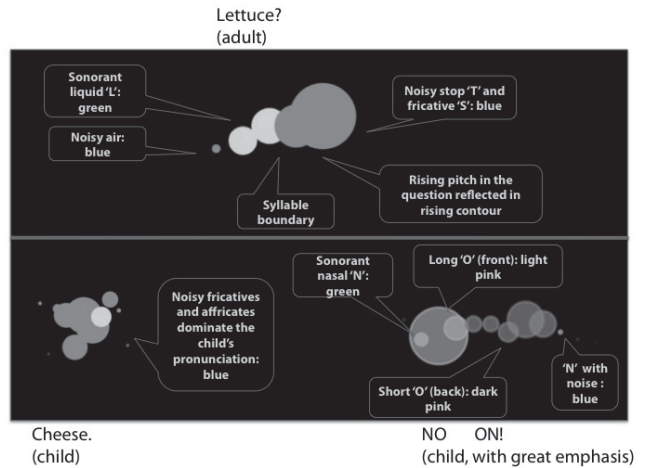 Lettuce?
(adult)
Sonorant
liquid 'L':
green
Noisy air:
blue
Noisy stop 'T' and
fricative 'S': blue
Syllable
boundary
Rising pitch in the
question reflected in
rising contour
Noisy fricatives
and affricates
dominate the
child's
pronunciation:
blue
Sonorant
nasal 'N':
green
Long 'O' (front): light
pink
Short 'O' (back): dark
pink
'N' with
noise :
blue
Cheese.
(child)
NO ON!
(child, with great emphasis)